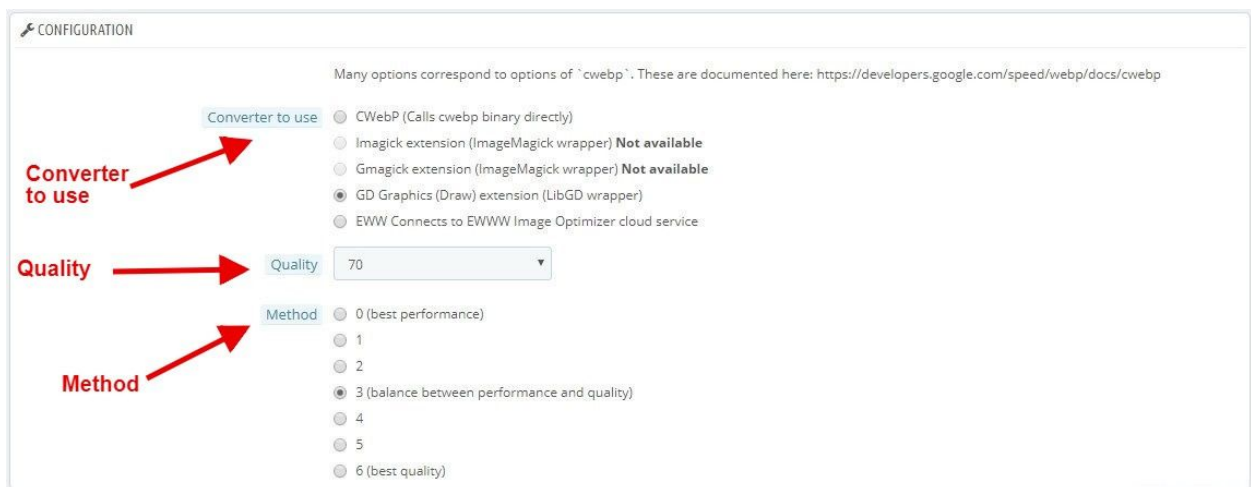 CONFIGURATION
Many options correspond to options of `cwebp`. These are documented here: https://developers.google.com/speed/webp/docs/cwebp
Converter to use
CWebP (Calls cwebp binary directly)
Imagick extension (ImageMagick wrapper) Not available
Gmagick extension (ImageMagick wrapper) Not available
GD Graphics (Draw) extension (LibGD wrapper)
EWW Connects to EWWW Image Optimizer cloud service
Converter
to use
Quality
Quality
70
Method
0 (best performance)
1
2
3 (balance between performance and quality)
4
5
6 (best quality)
Method